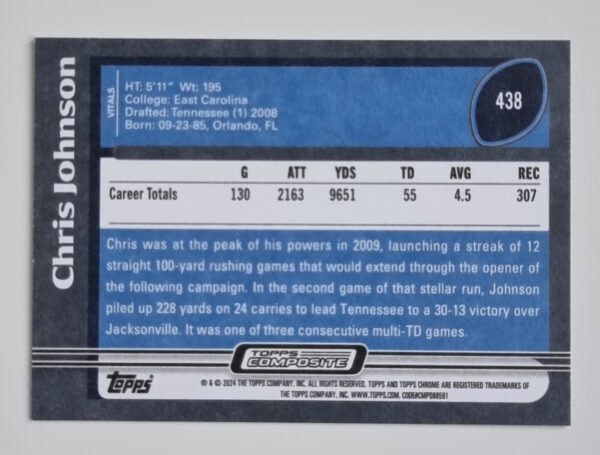 Chris Johnson
VITALS
HT: 5'11" Wt: 195
College: East Carolina
Drafted: Tennessee (1) 2008
Born: 09-23-85, Orlando, FL
438
G ATT YDS TD AVG REC
Career Totals 130 2163 9651 55 4.5 307
Chris was at the peak of his powers in 2009, launching a streak of 12
straight 100-yard rushing games that would extend through the opener of
the following campaign. In the second game of that stellar run, Johnson
piled up 228 yards on 24 carries to lead Tennessee to a 30-13 victory over
Jacksonville. It was one of three consecutive multi-TD games.
TOPPS
COMPOSITE
Topps
® & © 2024 THE TOPPS COMPANY, INC. ALL RIGHTS RESERVED. TOPPS AND TOPPS CHROME ARE REGISTERED TRADEMARKS OF
THE TOPPS COMPANY, INC. WWW.TOPPS.COM. CODE#CMP088501